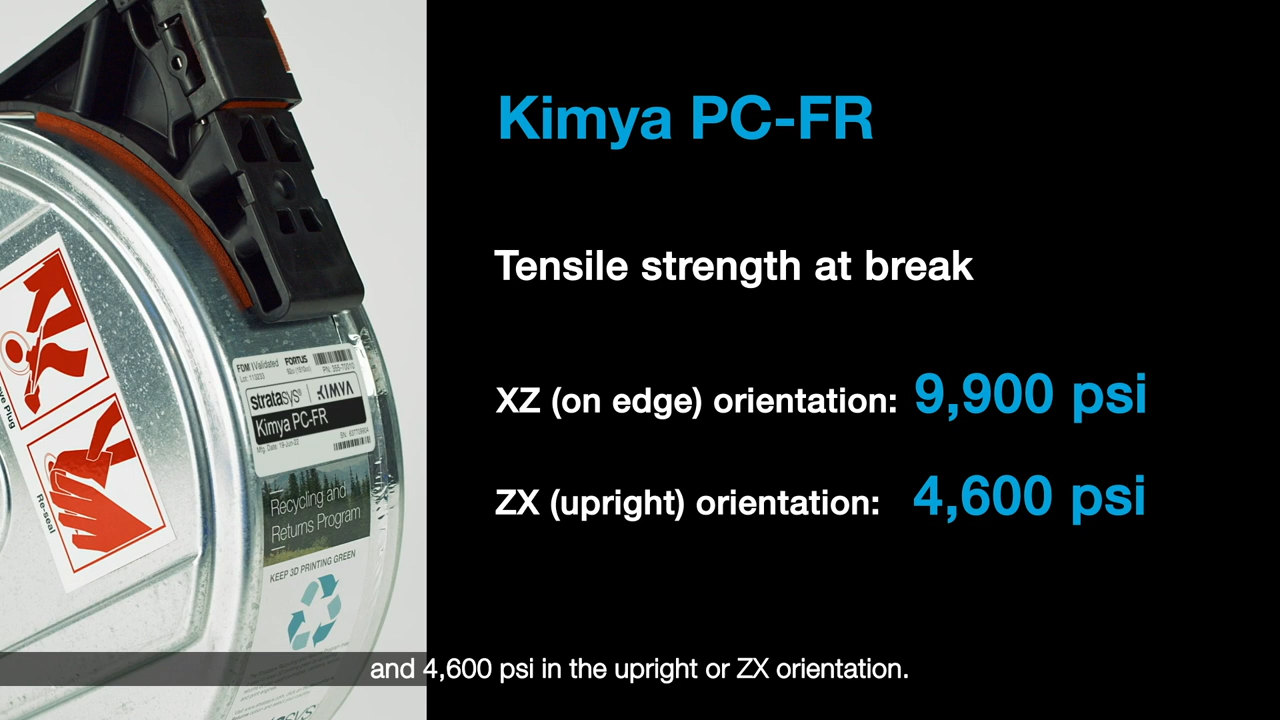 Kimya PC-FR
Tensile strength at break
XZ (on edge) orientation: 9,900 psi
ZX (upright) orientation: 4,600 psi
FDM Validated FORTUS
stratasys KIMYA
Kimya PC-FR
Recycling and
Returns Program
KEEP 3D PRINTING GREEN
Plug
Re-seal
and 4,600 psi in the upright or ZX orientation.